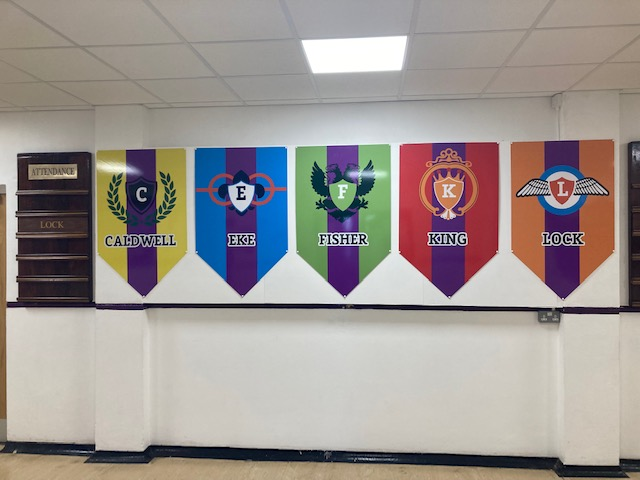 ATTENDANCE
LOCK
C
CALDWELL
E
EKE
F
FISHER
K
KING
L
LOCK